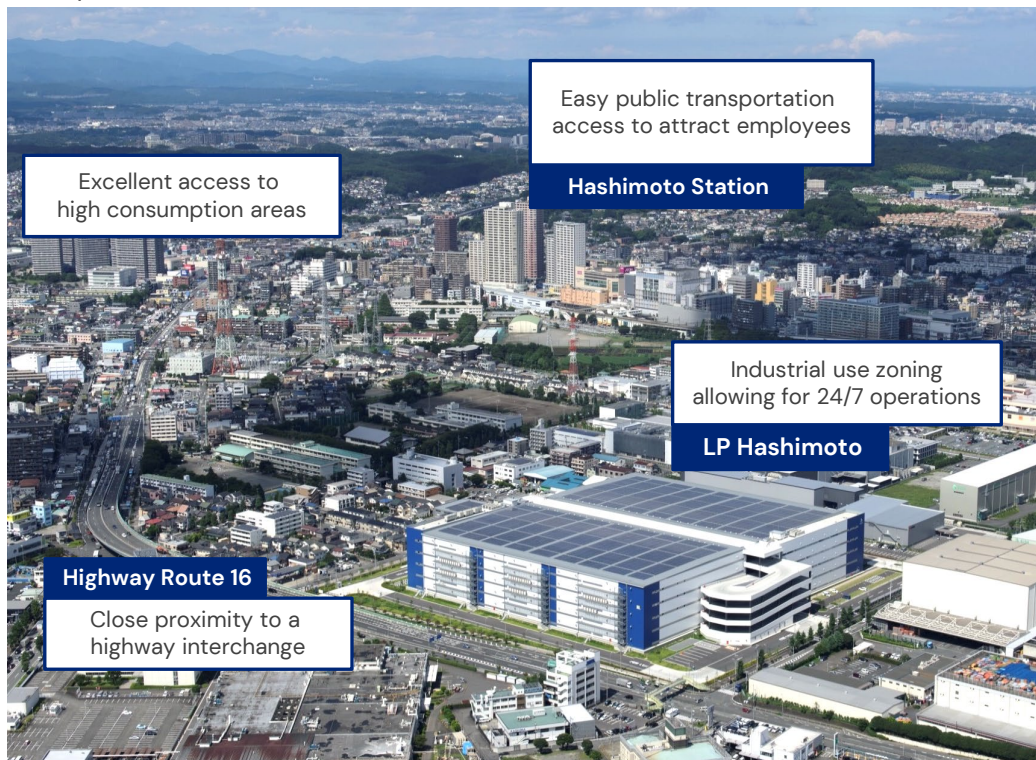 Easy public transportation
access to attract employees
Hashimoto Station
Excellent access to
high consumption areas
Industrial use zoning
allowing for 24/7 operations
LP Hashimoto
Highway Route 16
Close proximity to a
highway interchange